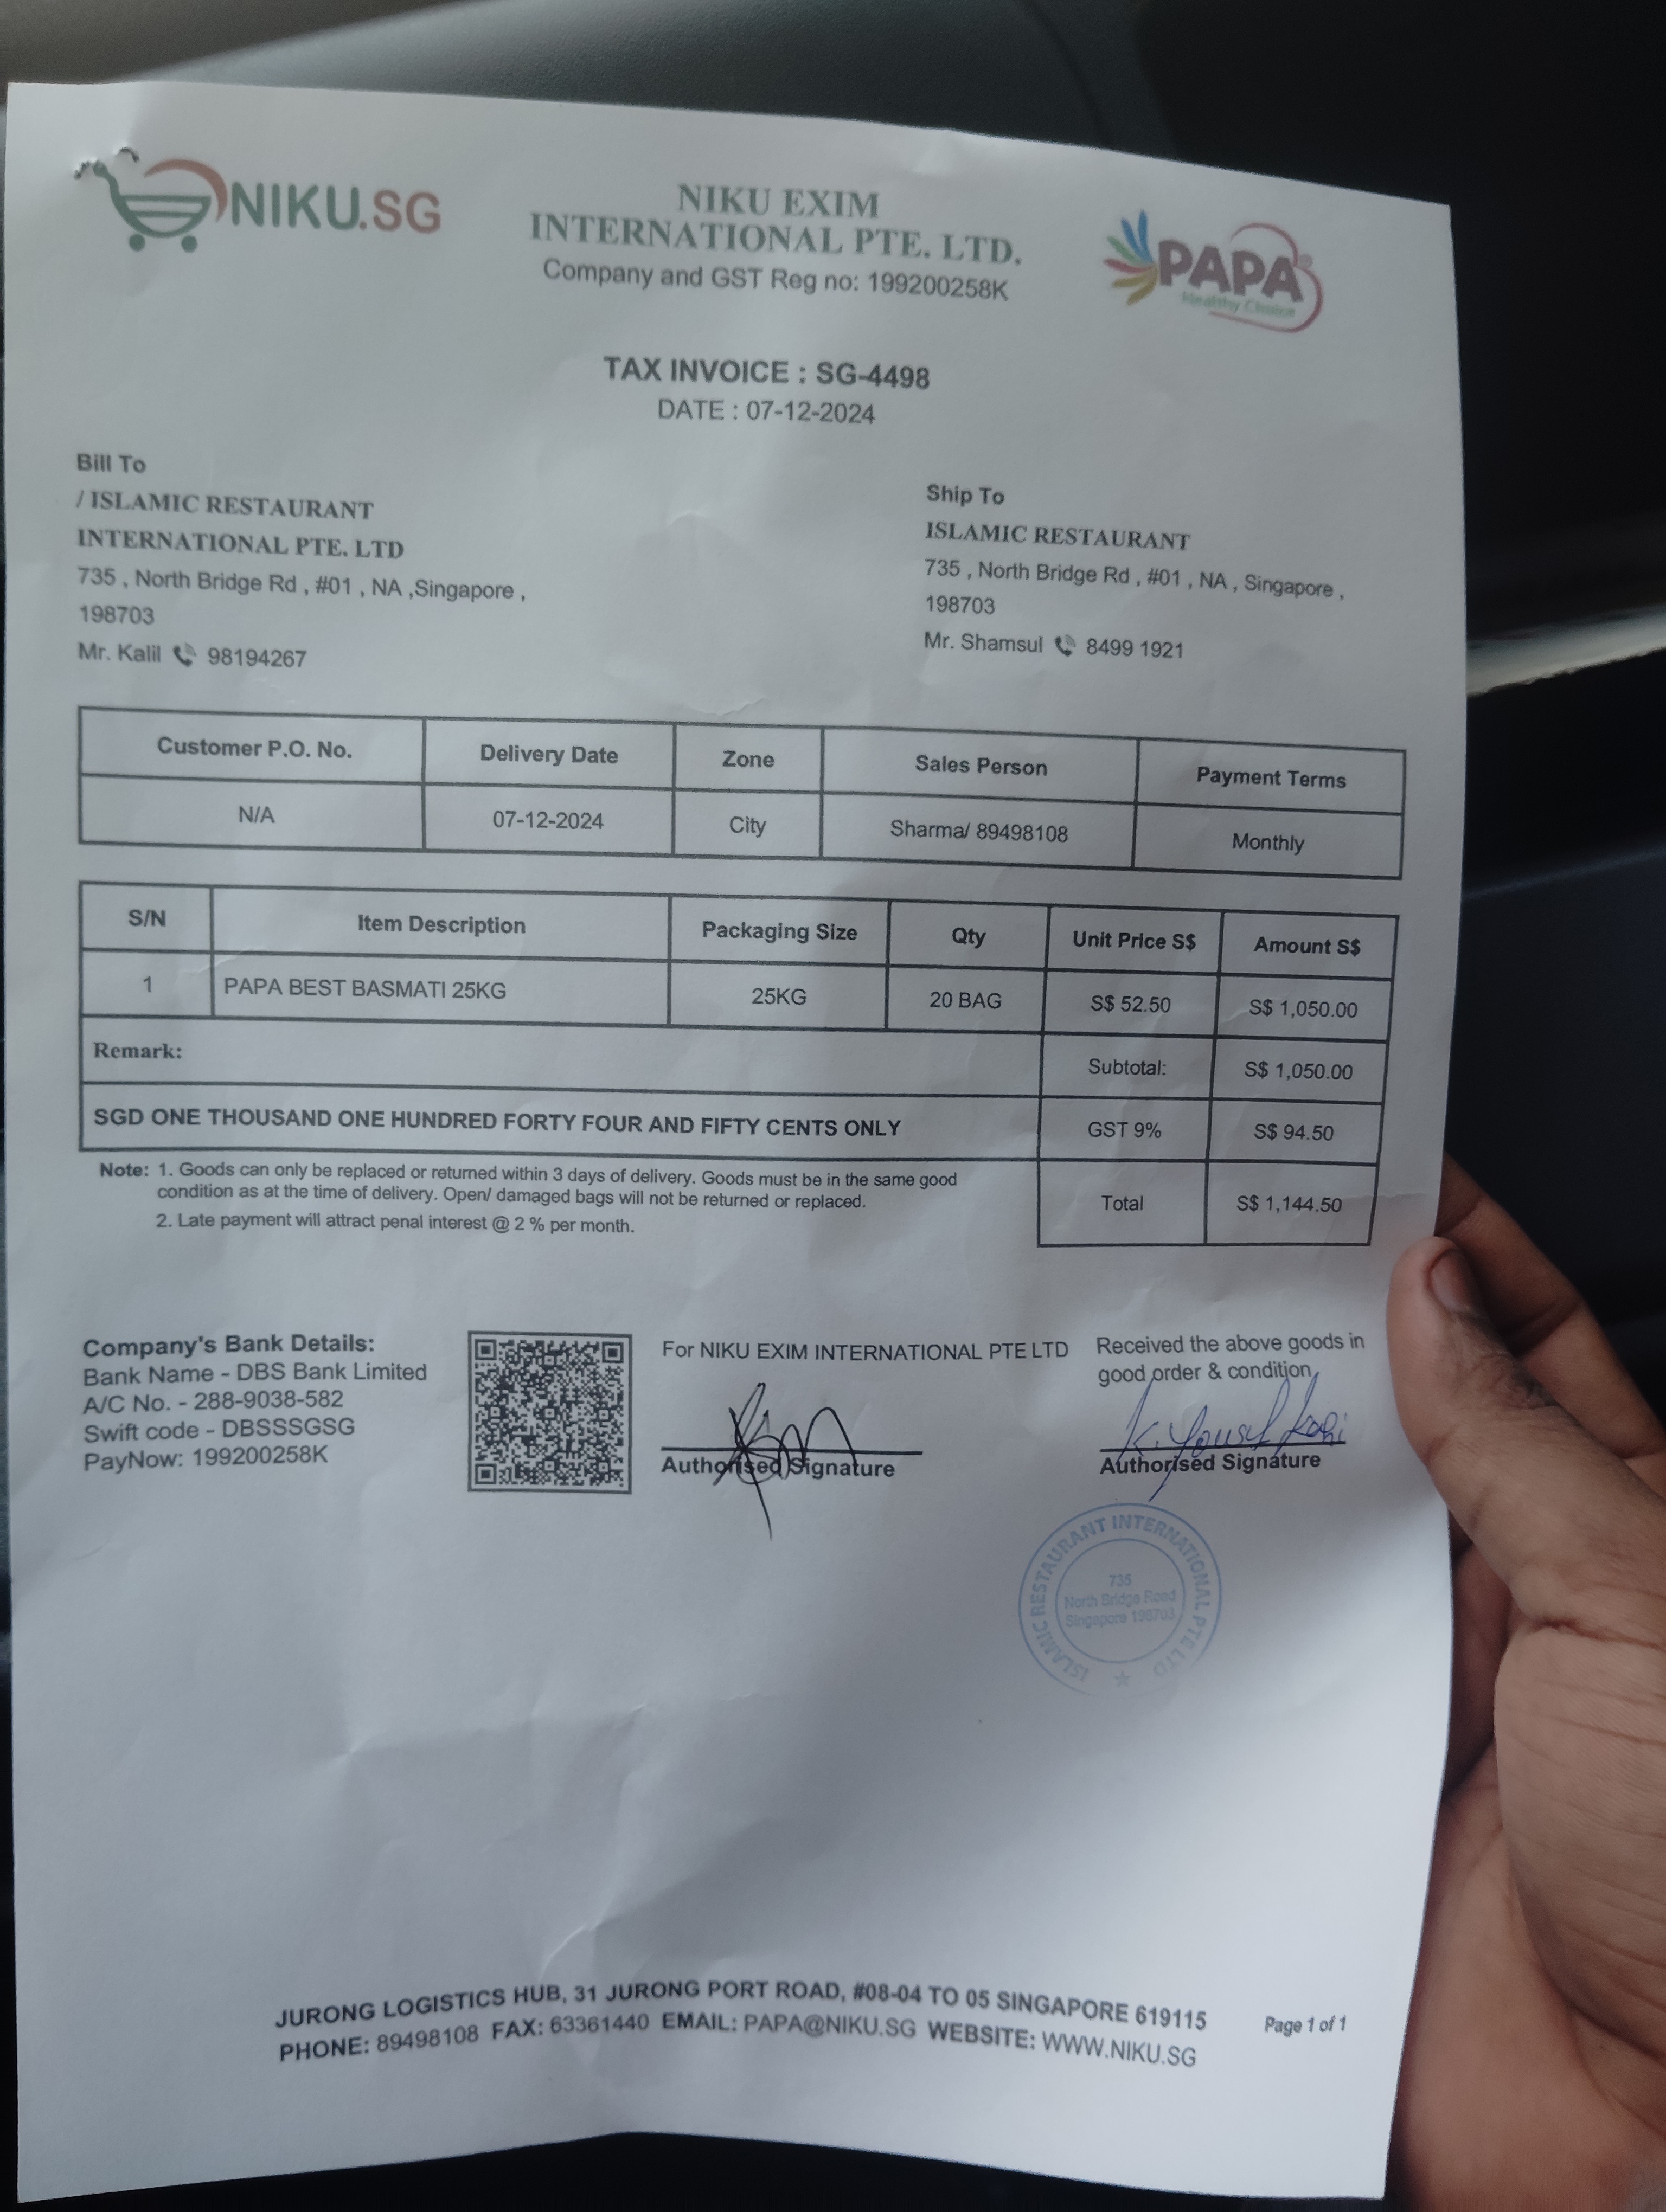 NIKU.SG
NIKU EXIM
INTERNATIONAL PTE. LTD.
Company and GST Reg no: 199200258K
PAPA®
Healthy Choice
TAX INVOICE : SG-4498
DATE : 07-12-2024
Bill To
/ ISLAMIC RESTAURANT
INTERNATIONAL PTE. LTD
735 , North Bridge Rd , #01 , NA ,Singapore ,
198703
Mr. Kalil 98194267
Ship To
ISLAMIC RESTAURANT
735 , North Bridge Rd , #01 , NA , Singapore ,
198703
Mr. Shamsul 8499 1921
Customer P.O. No. Delivery Date Zone Sales Person Payment Terms
N/A 07-12-2024 City Sharma/ 89498108 Monthly
S/N Item Description Packaging Size Qty Unit Price S$ Amount S$
1 PAPA BEST BASMATI 25KG 25KG 20 BAG S$ 52.50 S$ 1,050.00
Remark: Subtotal: S$ 1,050.00
SGD ONE THOUSAND ONE HUNDRED FORTY FOUR AND FIFTY CENTS ONLY GST 9% S$ 94.50
Total S$ 1,144.50
Note: 1. Goods can only be replaced or returned within 3 days of delivery. Goods must be in the same good
condition as at the time of delivery. Open/ damaged bags will not be returned or replaced.
2. Late payment will attract penal interest @ 2 % per month.
Company's Bank Details:
Bank Name - DBS Bank Limited
A/C No. - 288-9038-582
Swift code - DBSSSGSG
PayNow: 199200258K
For NIKU EXIM INTERNATIONAL PTE LTD
Authorised Signature
Received the above goods in
good order & condition
K. Yousuf
Authorised Signature
ISLAMIC RESTAURANT INTERNATIONAL PTE LTD
735
North Bridge Road
Singapore 198703
JURONG LOGISTICS HUB, 31 JURONG PORT ROAD, #08-04 TO 05 SINGAPORE 619115
PHONE: 89498108 FAX: 63361440 EMAIL: PAPA@NIKU.SG WEBSITE: WWW.NIKU.SG
Page 1 of 1